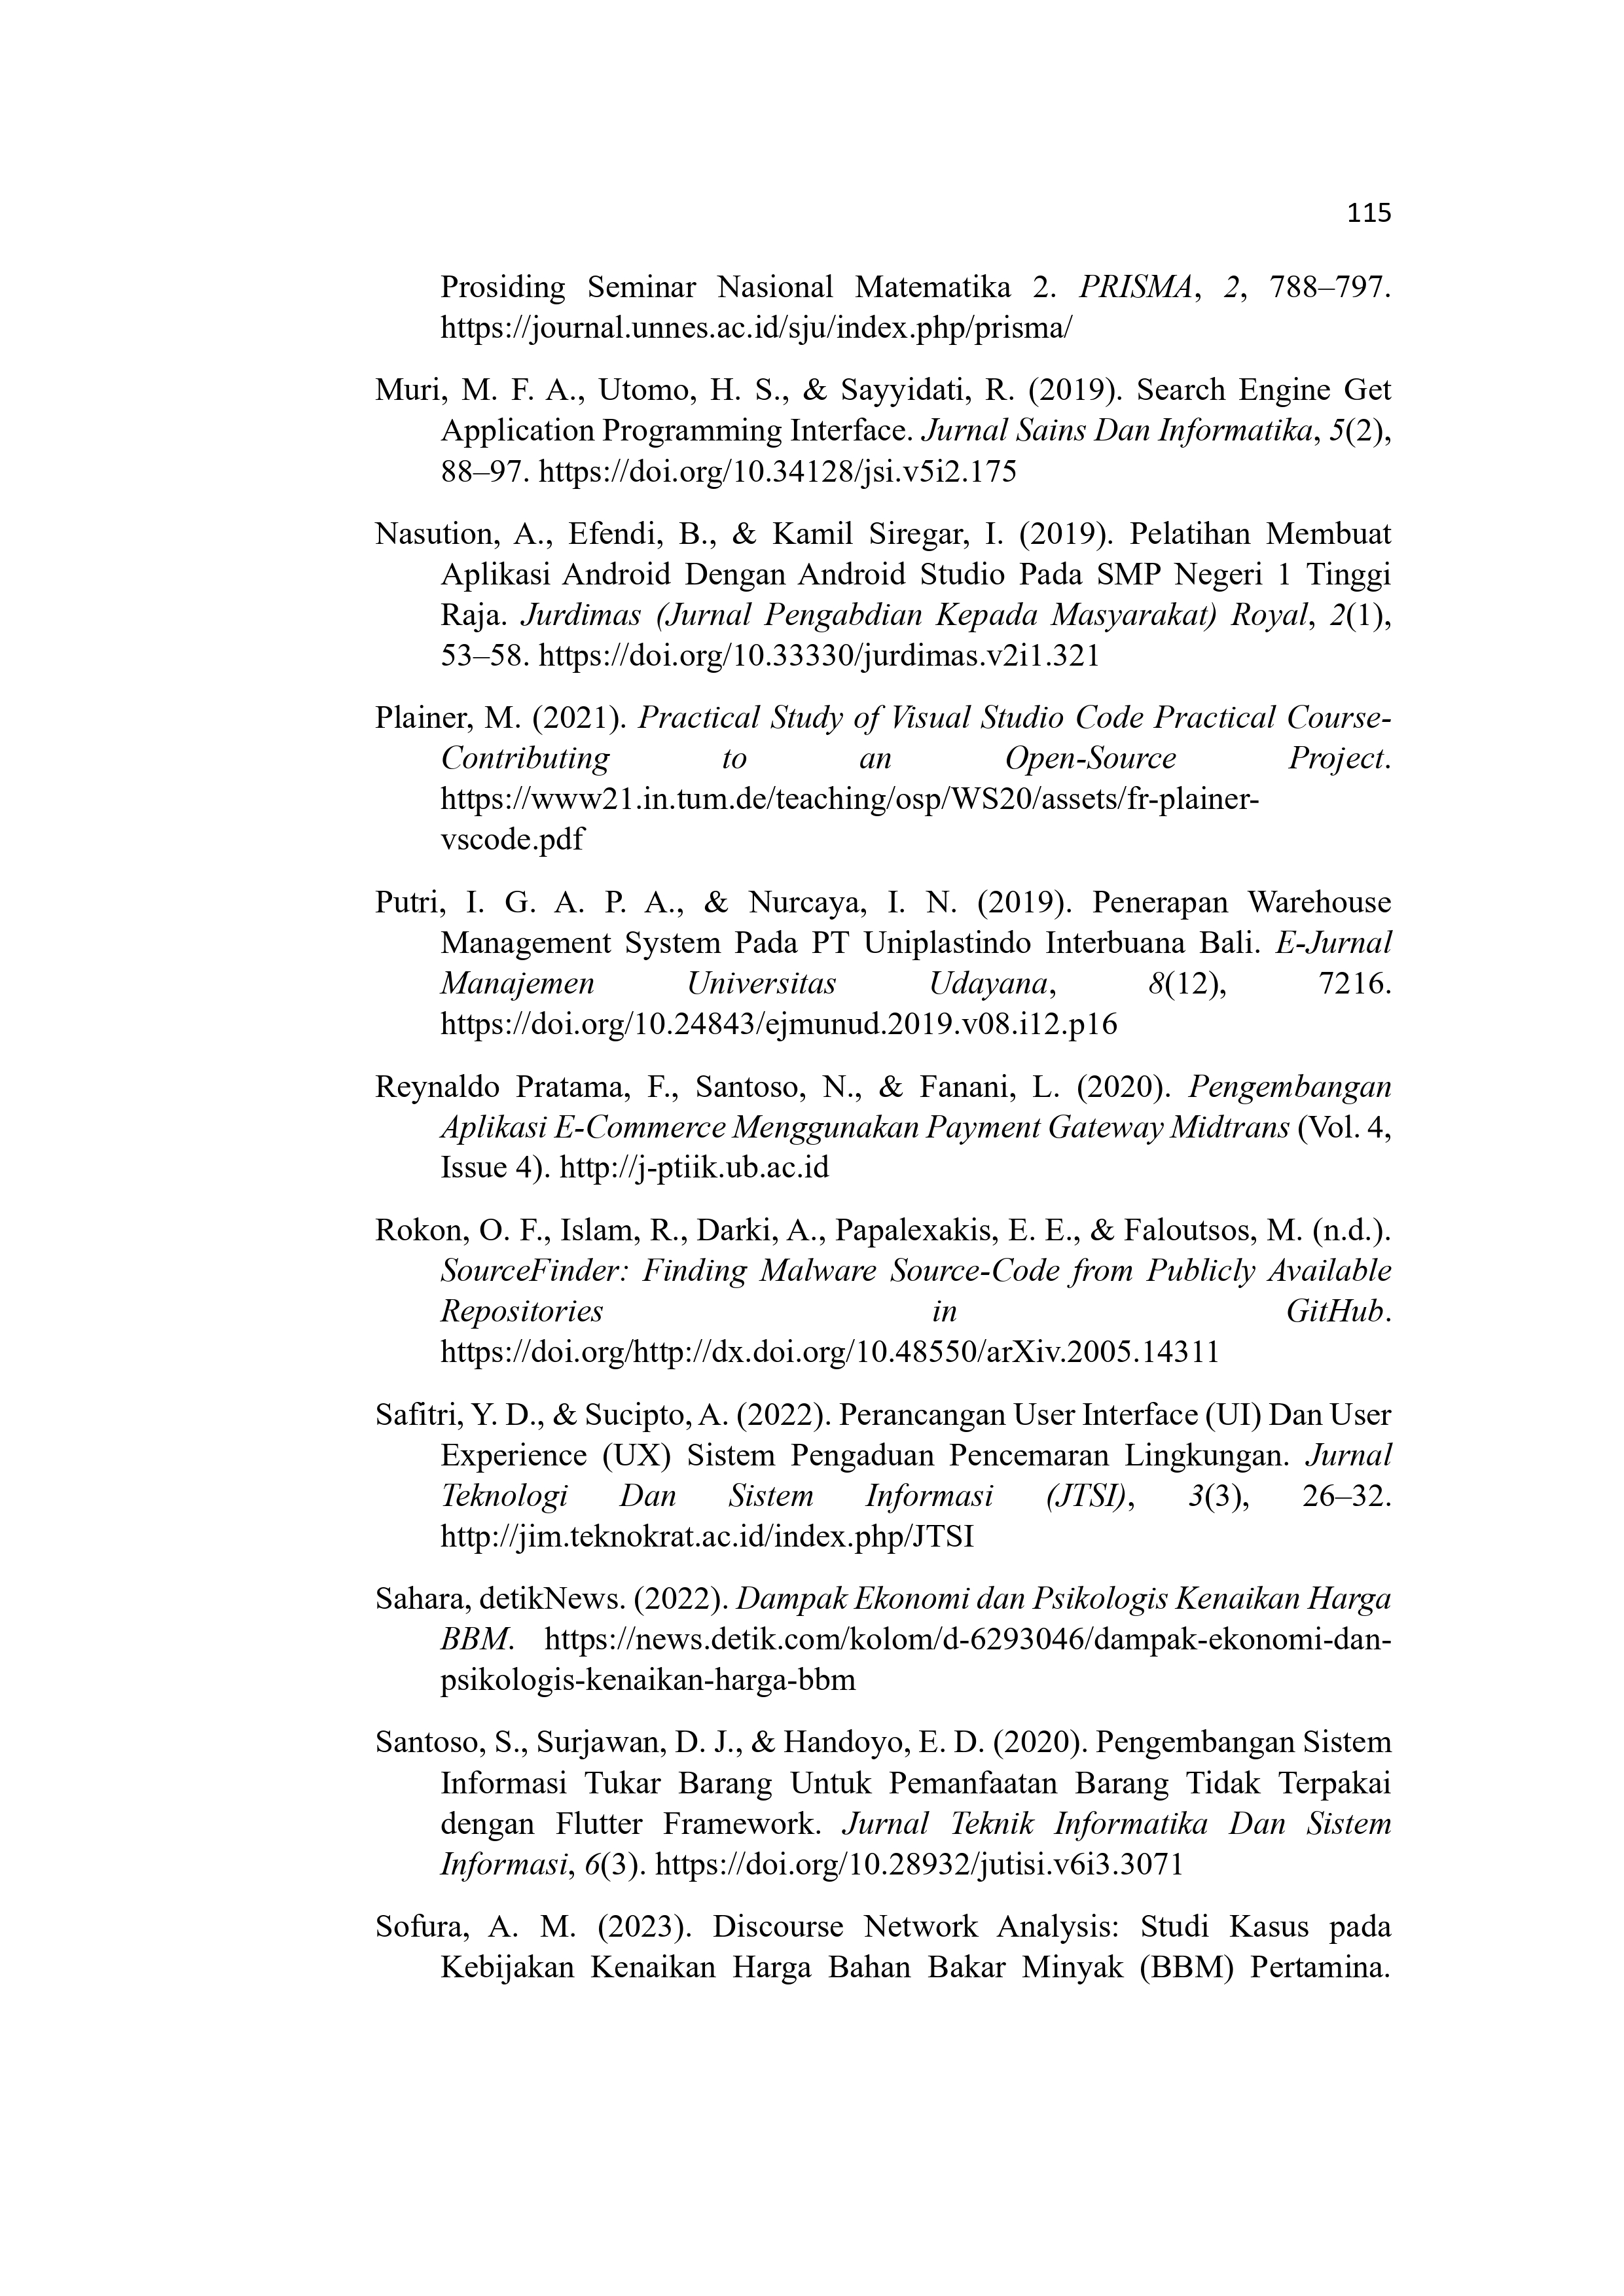 115
Prosiding Seminar Nasional Matematika 2. PRISMA, 2, 788–797.
https://journal.unnes.ac.id/sju/index.php/prisma/
Muri, M. F. A., Utomo, H. S., & Sayyidati, R. (2019). Search Engine Get
Application Programming Interface. Jurnal Sains Dan Informatika, 5(2),
88–97. https://doi.org/10.34128/jsi.v5i2.175
Nasution, A., Efendi, B., & Kamil Siregar, I. (2019). Pelatihan Membuat
Aplikasi Android Dengan Android Studio Pada SMP Negeri 1 Tinggi
Raja. Jurdimas (Jurnal Pengabdian Kepada Masyarakat) Royal, 2(1),
53–58. https://doi.org/10.33330/jurdimas.v2i1.321
Plainer, M. (2021). Practical Study of Visual Studio Code Practical Course-
Contributing to an Open-Source Project.
https://www21.in.tum.de/teaching/osp/WS20/assets/fr-plainer-
vscode.pdf
Putri, I. G. A. P. A., & Nurcaya, I. N. (2019). Penerapan Warehouse
Management System Pada PT Uniplastindo Interbuana Bali. E-Jurnal
Manajemen Universitas Udayana, 8(12), 7216.
https://doi.org/10.24843/ejmunud.2019.v08.i12.p16
Reynaldo Pratama, F., Santoso, N., & Fanani, L. (2020). Pengembangan
Aplikasi E-Commerce Menggunakan Payment Gateway Midtrans (Vol. 4,
Issue 4). http://j-ptiik.ub.ac.id
Rokon, O. F., Islam, R., Darki, A., Papalexakis, E. E., & Faloutsos, M. (n.d.).
SourceFinder: Finding Malware Source-Code from Publicly Available
Repositories in GitHub.
https://doi.org/http://dx.doi.org/10.48550/arXiv.2005.14311
Safitri, Y. D., & Sucipto, A. (2022). Perancangan User Interface (UI) Dan User
Experience (UX) Sistem Pengaduan Pencemaran Lingkungan. Jurnal
Teknologi Dan Sistem Informasi (JTSI), 3(3), 26–32.
http://jim.teknokrat.ac.id/index.php/JTSI
Sahara, detikNews. (2022). Dampak Ekonomi dan Psikologis Kenaikan Harga
BBM. https://news.detik.com/kolom/d-6293046/dampak-ekonomi-dan-
psikologis-kenaikan-harga-bbm
Santoso, S., Surjawan, D. J., & Handoyo, E. D. (2020). Pengembangan Sistem
Informasi Tukar Barang Untuk Pemanfaatan Barang Tidak Terpakai
dengan Flutter Framework. Jurnal Teknik Informatika Dan Sistem
Informasi, 6(3). https://doi.org/10.28932/jutisi.v6i3.3071
Sofura, A. M. (2023). Discourse Network Analysis: Studi Kasus pada
Kebijakan Kenaikan Harga Bahan Bakar Minyak (BBM) Pertamina.